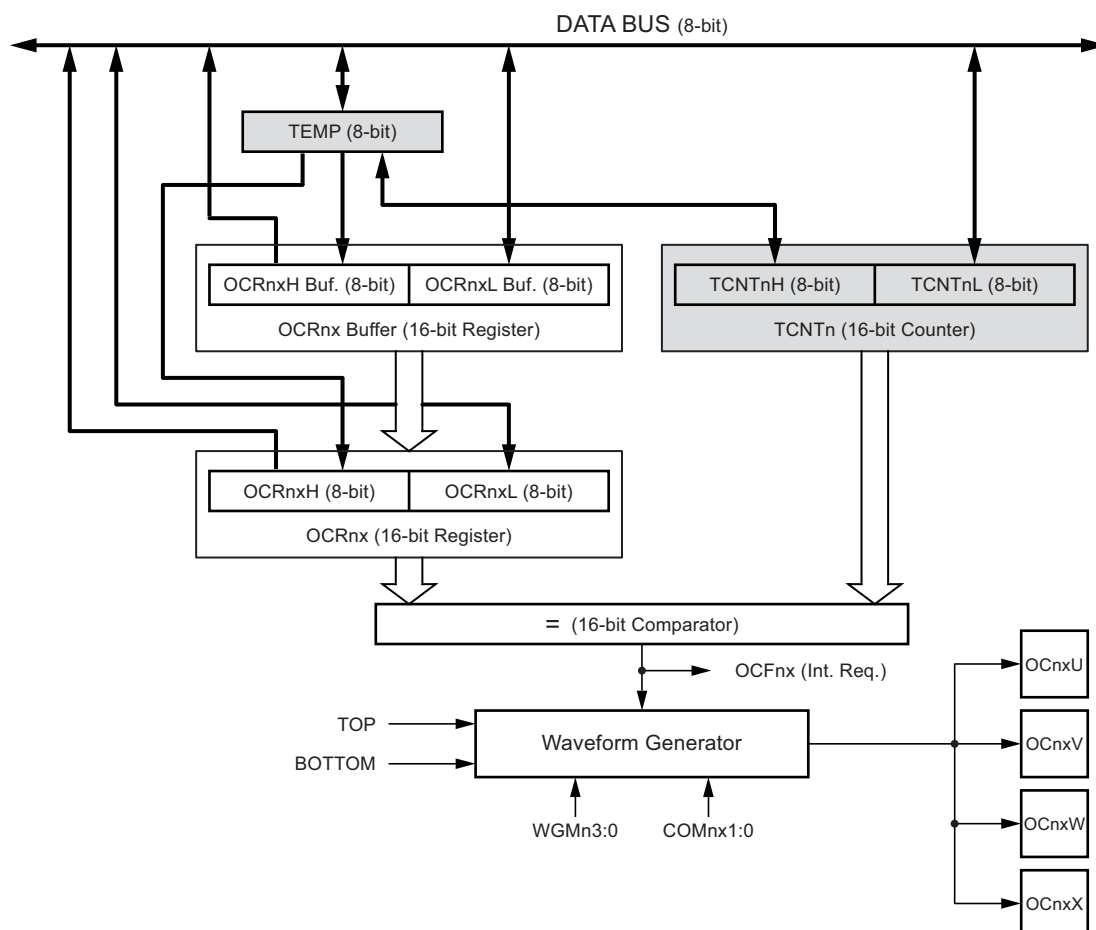 DATA BUS (8-bit)
TEMP (8-bit)
OCRnxH Buf. (8-bit) OCRnxL Buf. (8-bit)
OCRnx Buffer (16-bit Register)
TCNTnH (8-bit) TCNTnL (8-bit)
TCNTn (16-bit Counter)
OCRnxH (8-bit) OCRnxL (8-bit)
OCRnx (16-bit Register)
= (16-bit Comparator)
OCFnx (Int. Req.)
TOP
BOTTOM
Waveform Generator
WGMn3:0 COMnx1:0
OCnxU
OCnxV
OCnxW
OCnxX